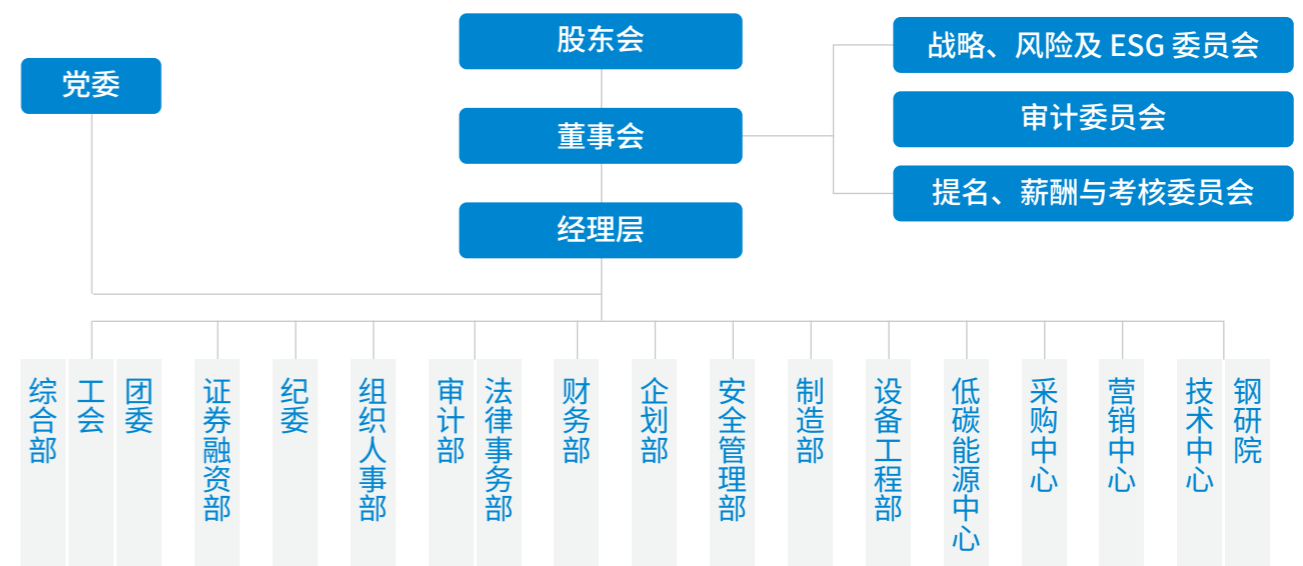 股东会
战略、风险及 ESG 委员会
党委
审计委员会
董事会
提名、薪酬与考核委员会
经理层
综合部
工会
团委
证券融资部
纪委
组织人事部
审计部
法律事务部
财务部
企划部
安全管理部
制造部
设备工程部
低碳能源中心
采购中心
营销中心
技术中心
钢研院